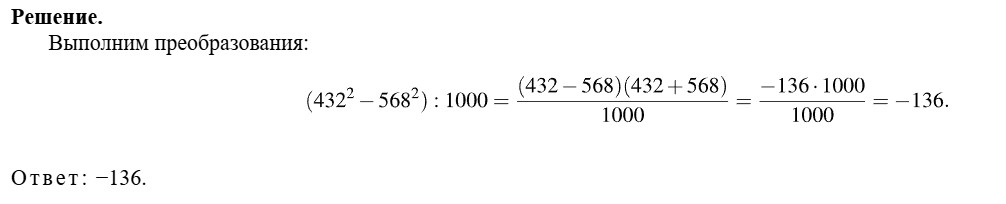 Решение.
Выполним преобразования:
(432² − 568²) : 1000 = (432 − 568)(432 + 568) / 1000 = −136 · 1000 / 1000 = −136.
Ответ: −136.